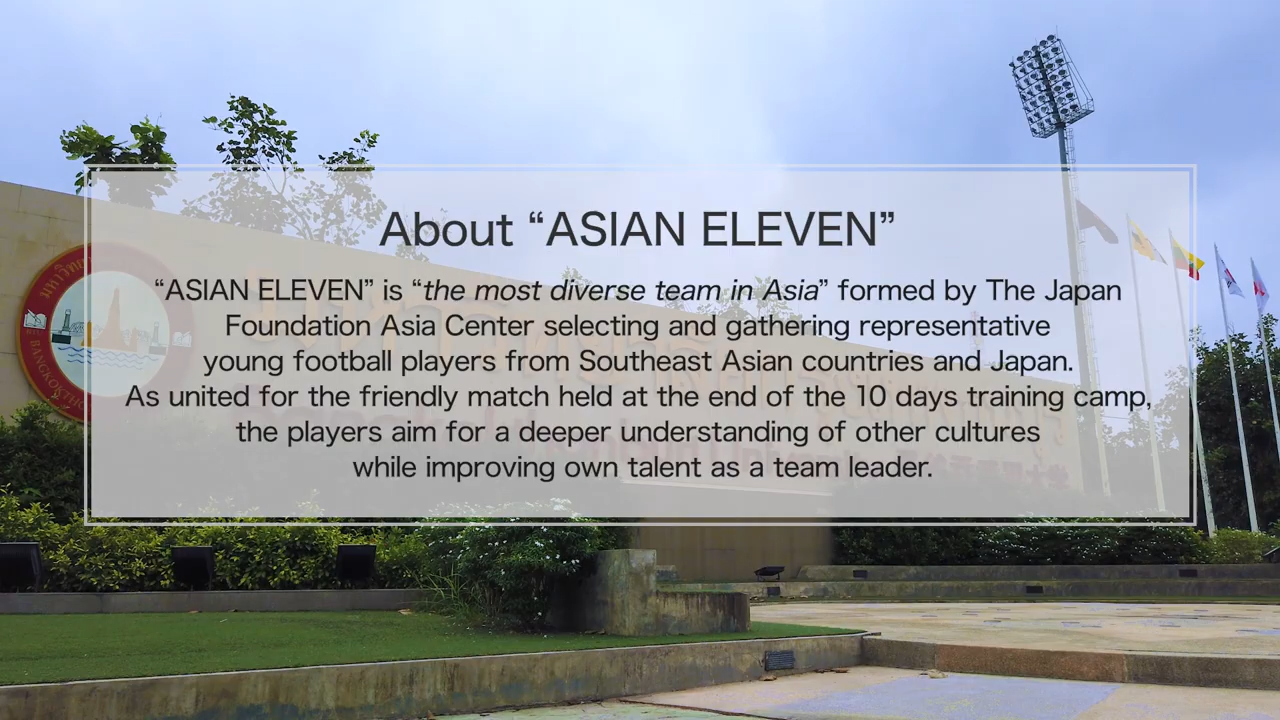 About “ASIAN ELEVEN”
“ASIAN ELEVEN” is “the most diverse team in Asia” formed by The Japan
Foundation Asia Center selecting and gathering representative
young football players from Southeast Asian countries and Japan.
As united for the friendly match held at the end of the 10 days training camp,
the players aim for a deeper understanding of other cultures
while improving own talent as a team leader.